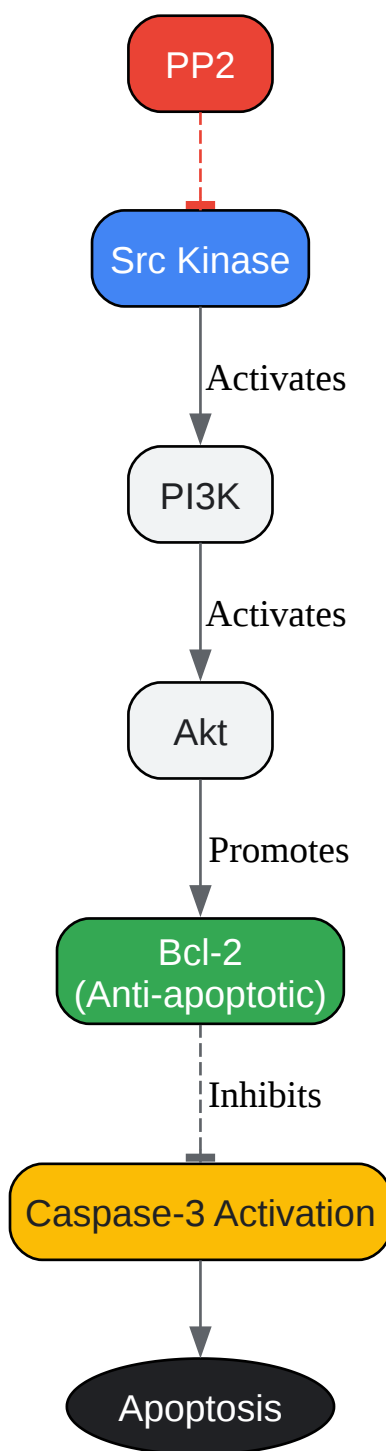 PP2
Src Kinase
Activates
PI3K
Activates
Akt
Promotes
Bcl-2
(Anti-apoptotic)
Inhibits
Caspase-3 Activation
Apoptosis